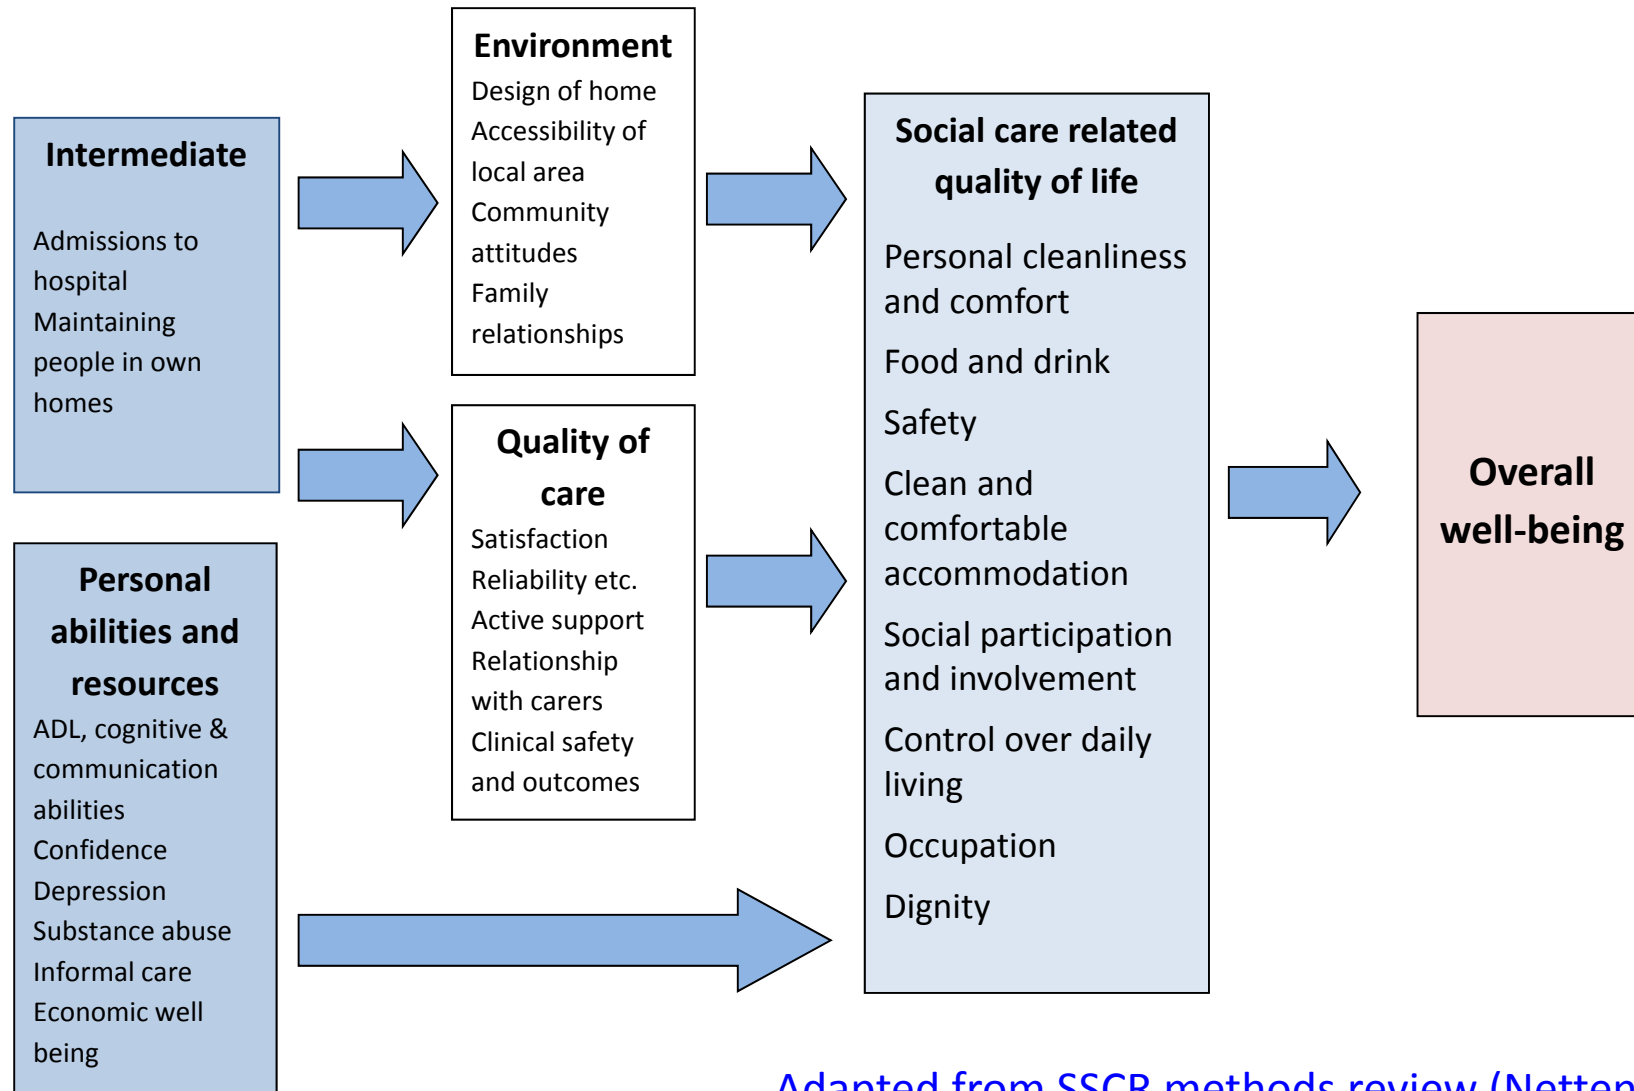 Intermediate
Admissions to
hospital
Maintaining
people in own
homes
Personal
abilities and
resources
ADL, cognitive &
communication
abilities
Confidence
Depression
Substance abuse
Informal care
Economic well
being
Environment
Design of home
Accessibility of
local area
Community
attitudes
Family
relationships
Quality of
care
Satisfaction
Reliability etc.
Active support
Relationship
with carers
Clinical safety
and outcomes
Social care related
quality of life
Personal cleanliness
and comfort
Food and drink
Safety
Clean and
comfortable
accommodation
Social participation
and involvement
Control over daily
living
Occupation
Dignity
Overall
well-being
Adapted from SSCR methods review (Netten